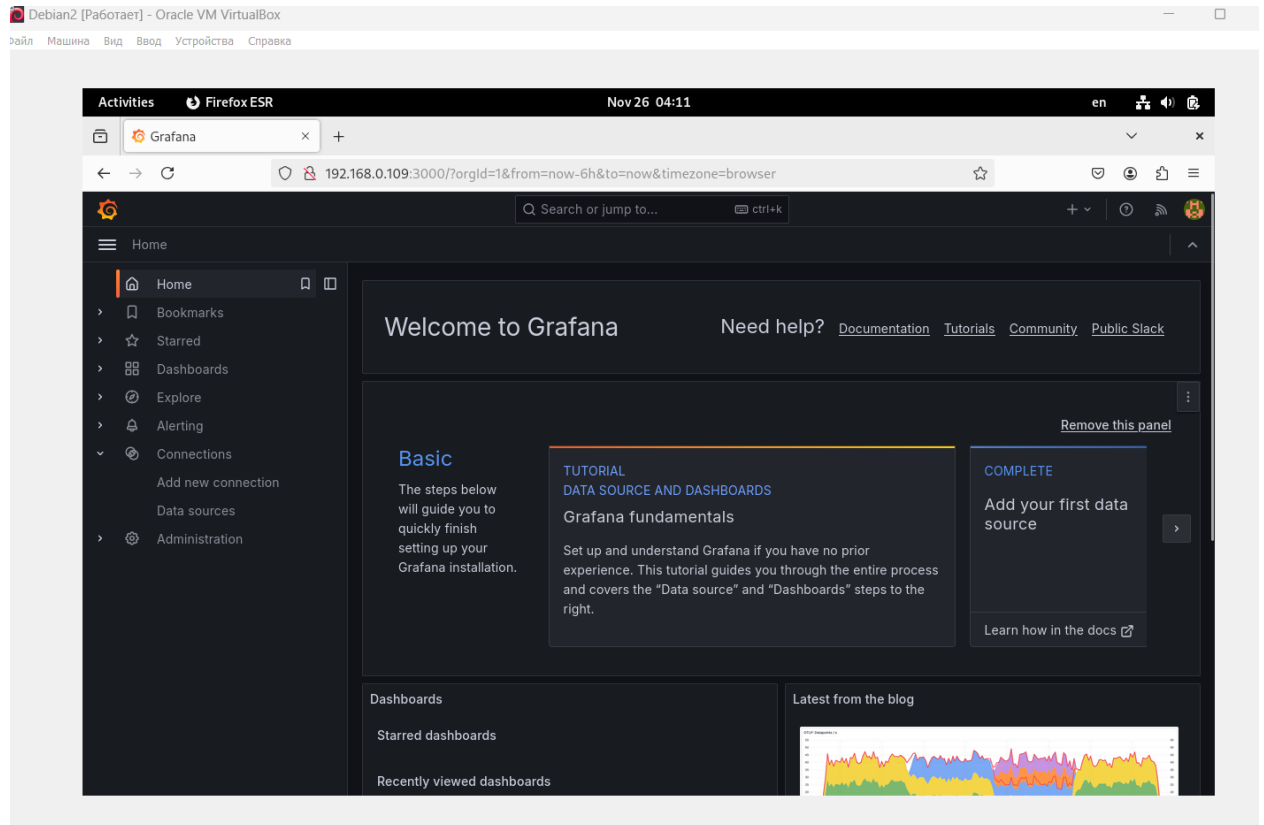 Debian2 [Работает] - Oracle VM VirtualBox
Файл Машина Вид Ввод Устройства Справка
Activities Firefox ESR Nov 26 04:11 en
Grafana
192.168.0.109:3000/?orgId=1&from=now-6h&to=now&timezone=browser
Search or jump to... ctrl+k
Home
Home
Bookmarks
Starred
Dashboards
Explore
Alerting
Connections
Add new connection
Data sources
Administration
Welcome to Grafana
Need help? Documentation Tutorials Community Public Slack
Remove this panel
Basic
The steps below
will guide you to
quickly finish
setting up your
Grafana installation.
TUTORIAL
DATA SOURCE AND DASHBOARDS
Grafana fundamentals
Set up and understand Grafana if you have no prior
experience. This tutorial guides you through the entire process
and covers the “Data source” and “Dashboards” steps to the
right.
COMPLETE
Add your first data
source
Learn how in the docs
Dashboards
Starred dashboards
Recently viewed dashboards
Latest from the blog